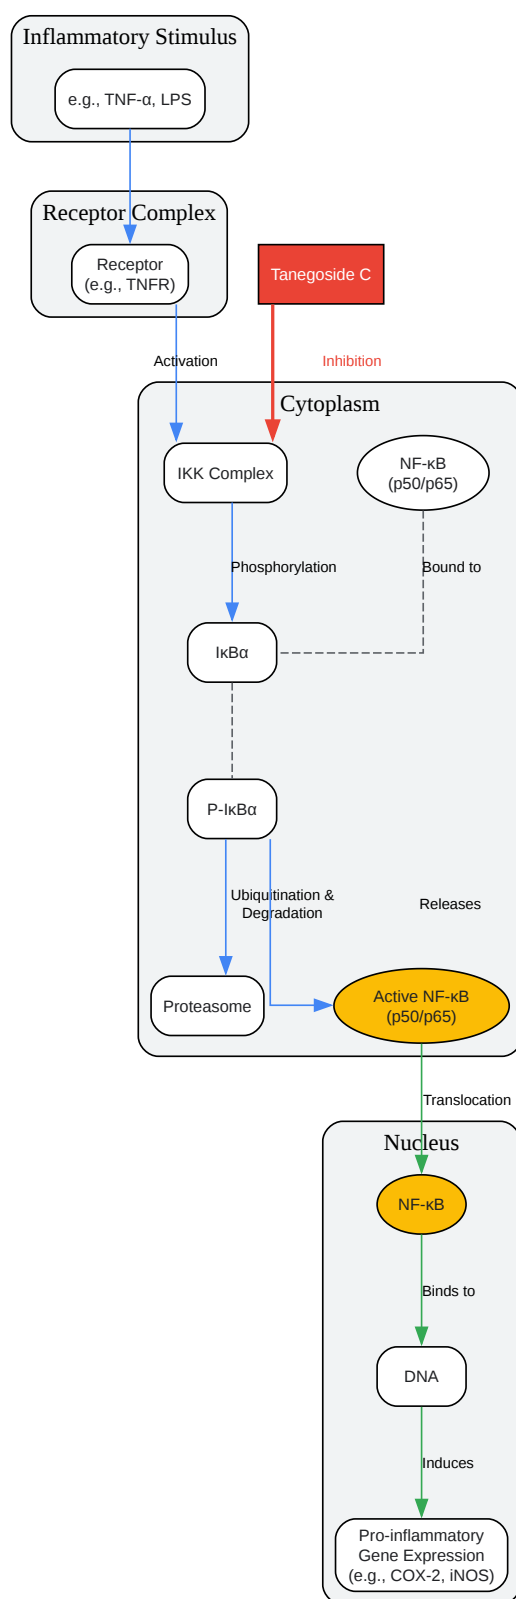 Inflammatory Stimulus
e.g., TNF-α, LPS
Receptor Complex
Receptor
(e.g., TNFR)
Tanegoside C
Activation
Inhibition
Cytoplasm
IKK Complex
NF-κB
(p50/p65)
Phosphorylation
Bound to
IκBα
P-IκBα
Ubiquitination &
Degradation
Releases
Proteasome
Active NF-κB
(p50/p65)
Translocation
Nucleus
NF-κB
Binds to
DNA
Induces
Pro-inflammatory
Gene Expression
(e.g., COX-2, iNOS)